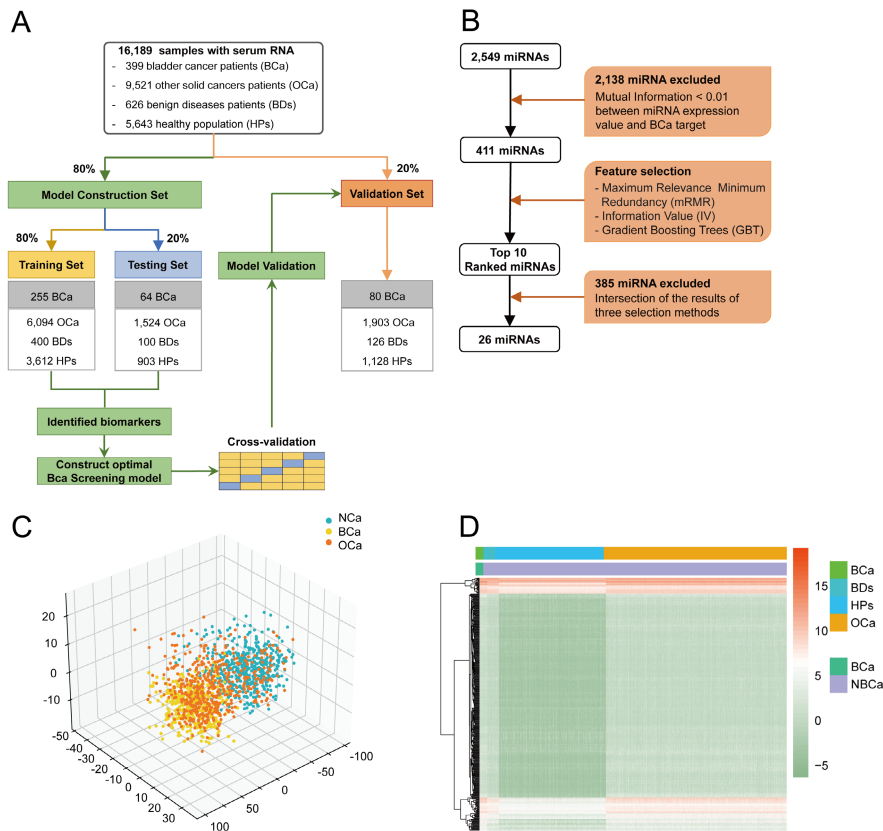 A
16,189 samples with serum RNA
- 399 bladder cancer patients (BCa)
- 9,521 other solid cancers patients (OCa)
- 626 benign diseases patients (BDs)
- 5,643 healthy population (HPs)
80%
20%
Model Construction Set
Validation Set
80%
20%
Training Set
Testing Set
Model Validation
255 BCa
64 BCa
80 BCa
6,094 OCa
1,524 OCa
1,903 OCa
400 BDs
100 BDs
126 BDs
3,612 HPs
903 HPs
1,128 HPs
Identified biomarkers
Construct optimal
Bca Screening model
Cross-validation
B
2,549 miRNAs
2,138 miRNA excluded
Mutual Information < 0.01
between miRNA expression
value and BCa target
411 miRNAs
Feature selection
- Maximum Relevance Minimum
Redundancy (mRMR)
- Information Value (IV)
- Gradient Boosting Trees (GBT)
Top 10
Ranked miRNAs
385 miRNA excluded
Intersection of the results of
three selection methods
26 miRNAs
C
NCa
BCa
OCa
20
10
0
-10
-50
-40
-30
-20
-10
0
10
20
30
100
50
0
-50
-100
D
15
10
5
0
−5
BCa
BDs
HPs
OCa
BCa
NBCa